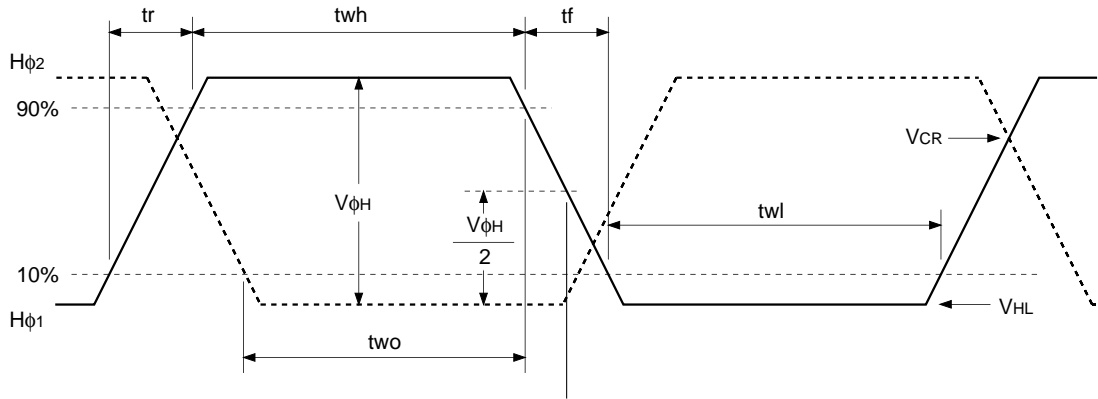 tr
twh
tf
Hϕ2
90%
VCR
VϕH
VϕH
2
twl
10%
VHL
Hϕ1
two